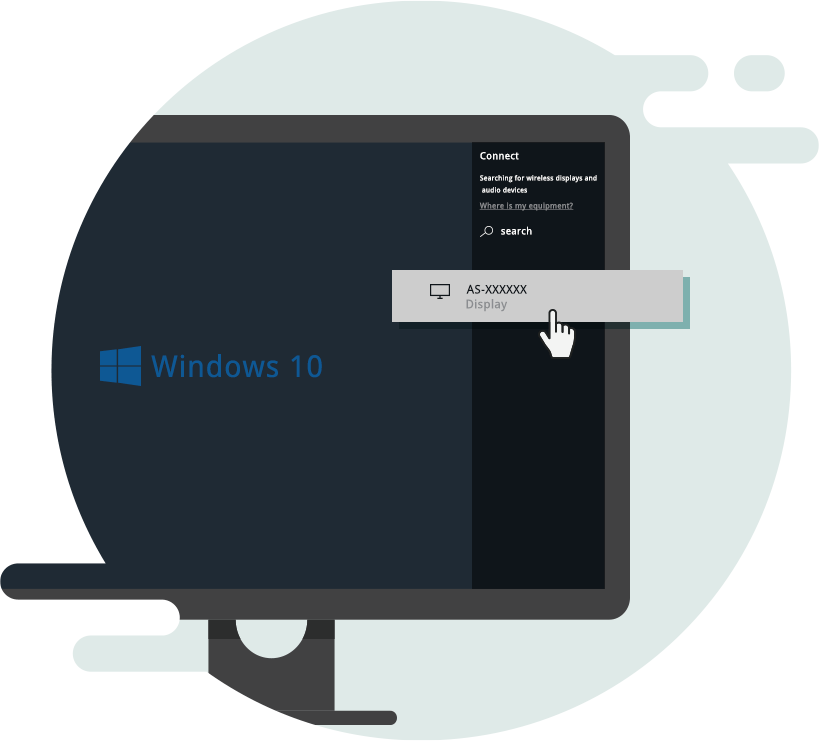 Connect
Searching for wireless displays and
audio devices
Where is my equipment?
search
AS-XXXXXX
Display
Windows 10